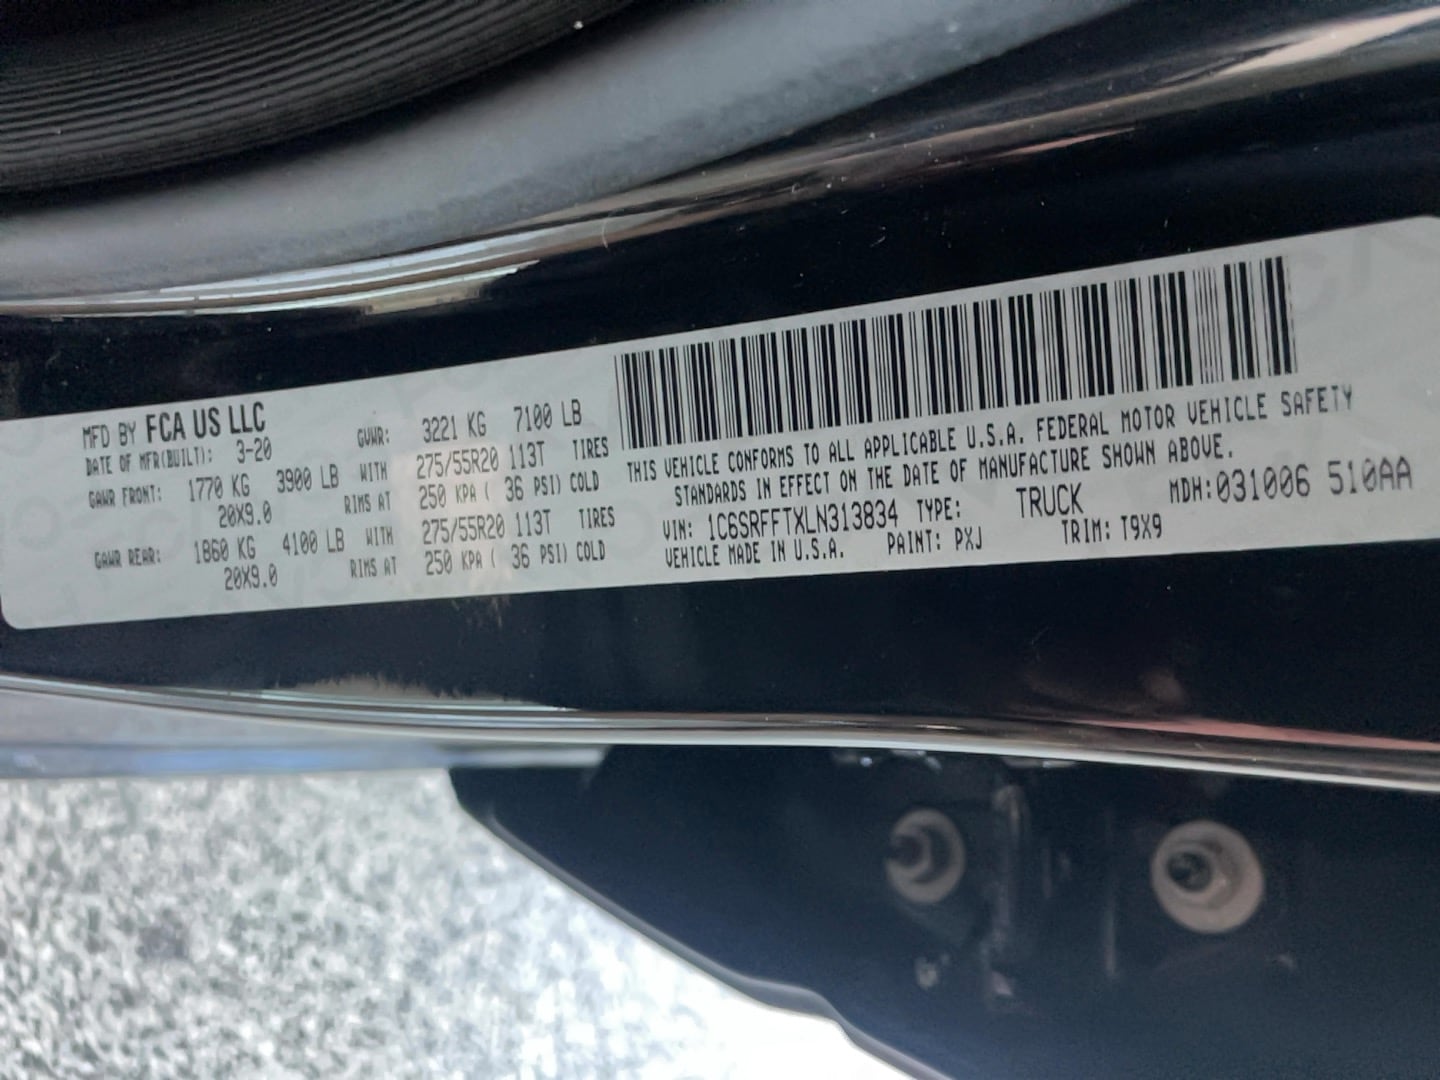 MFD BY FCA US LLC
DATE OF MFR(BUILT): 3-20
GVWR: 3221 KG 7100 LB
GAWR FRONT: 1770 KG 3900 LB WITH 275/55R20 113T TIRES
20X9.0 RIMS AT 250 KPA ( 36 PSI) COLD
GAWR REAR: 1860 KG 4100 LB WITH 275/55R20 113T TIRES
20X9.0 RIMS AT 250 KPA ( 36 PSI) COLD
THIS VEHICLE CONFORMS TO ALL APPLICABLE U.S.A. FEDERAL MOTOR VEHICLE SAFETY
STANDARDS IN EFFECT ON THE DATE OF MANUFACTURE SHOWN ABOVE.
VIN: 1C6SRFFTXLN313834 TYPE: TRUCK MDH:031006 510AA
VEHICLE MADE IN U.S.A. PAINT: PXJ TRIM: T9X9